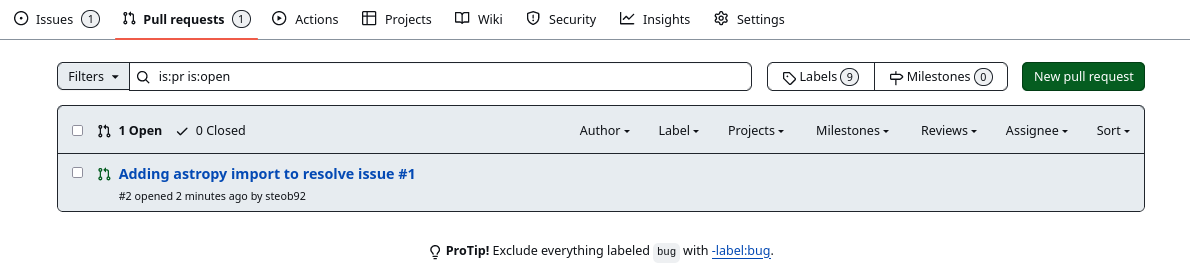 Issues 1 Pull requests 1 Actions Projects Wiki Security Insights Settings
Filters is:pr is:open Labels 9 Milestones 0 New pull request
1 Open 0 Closed Author Label Projects Milestones Reviews Assignee Sort
Adding astropy import to resolve issue #1
#2 opened 2 minutes ago by steob92
ProTip! Exclude everything labeled bug with -label:bug.